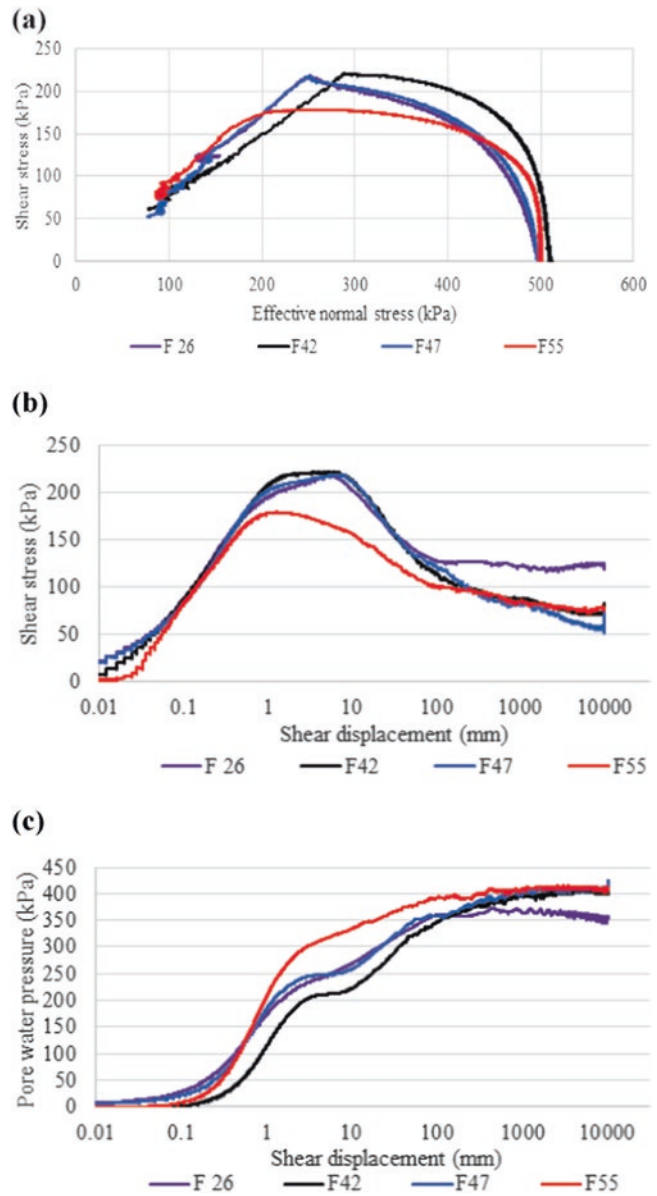 (a)
250
200
150
100
50
0
Shear stress (kPa)
0 100 200 300 400 500 600
Effective normal stress (kPa)
F 26 F42 F47 F55
(b)
250
200
150
100
50
0
Shear stress (kPa)
0.01 0.1 1 10 100 1000 10000
Shear displacement (mm)
F 26 F42 F47 F55
(c)
450
400
350
300
250
200
150
100
50
0
Pore water pressure (kPa)
0.01 0.1 1 10 100 1000 10000
Shear displacement (mm)
F 26 F42 F47 F55